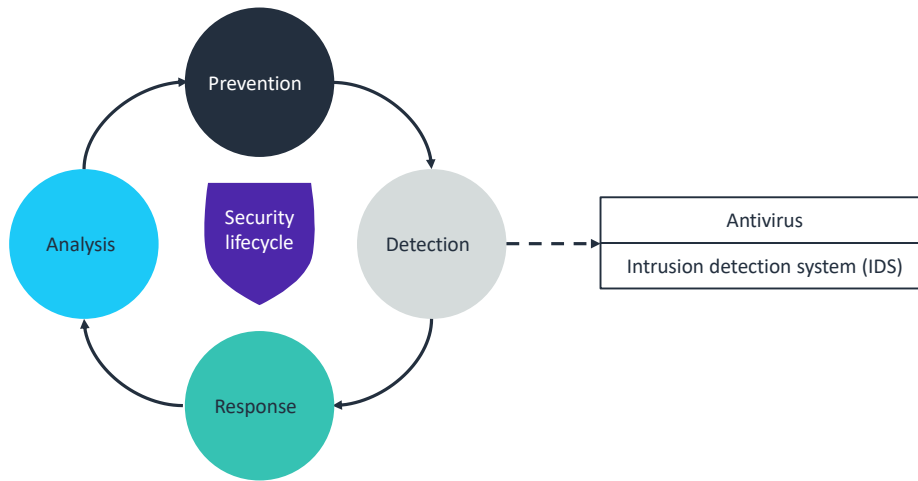 Prevention
Security
lifecycle
Analysis
Detection
Antivirus
Intrusion detection system (IDS)
Response